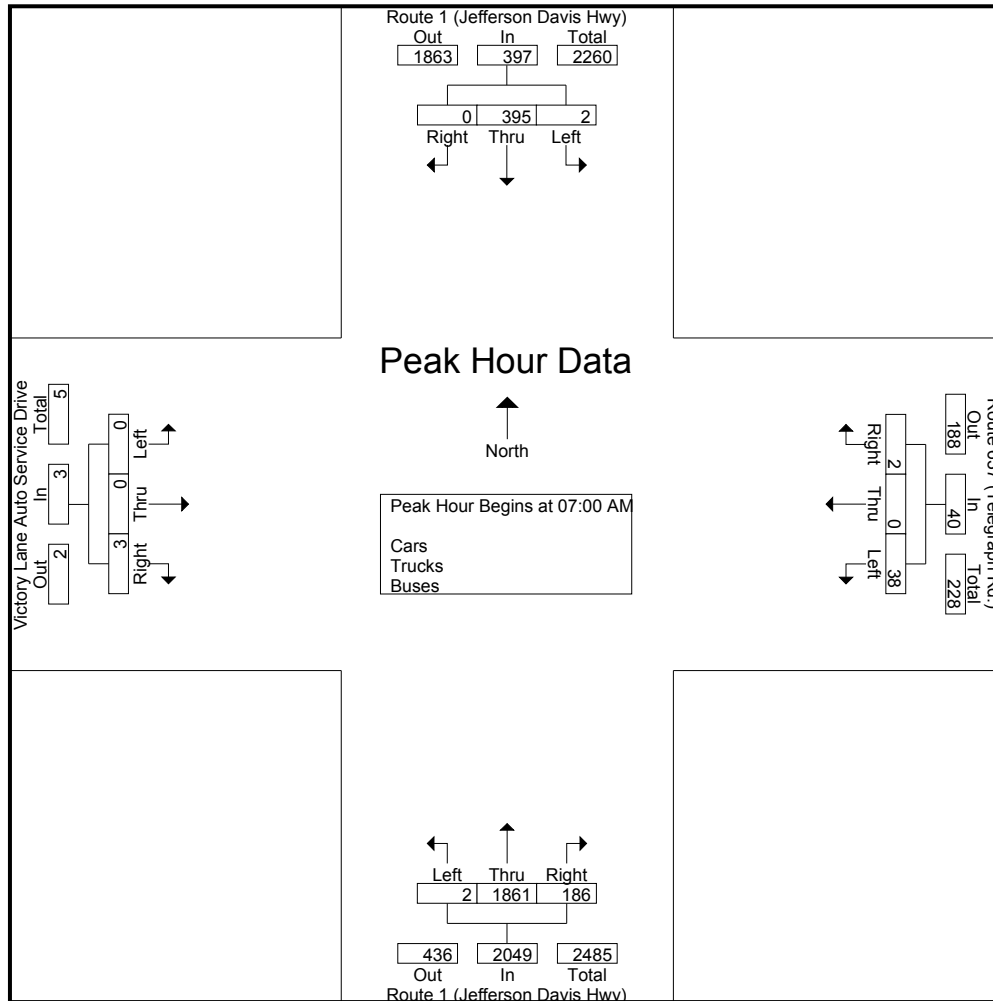 Route 1 (Jefferson Davis Hwy)
Out In Total
1863 397 2260
0 395 2
Right Thru Left
Peak Hour Data
North
Peak Hour Begins at 07:00 AM
Cars
Trucks
Buses
Victory Lane Auto Service Drive
Out In Total
2 3 5
0 0 3
Left Thru Right
(Telegraph Rd.)
Out In Total
188 40 228
2 0 38
Right Thru Left
Left Thru Right
2 1861 186
436 2049 2485
Out In Total
Route 1 (Jefferson Davis Hwy)